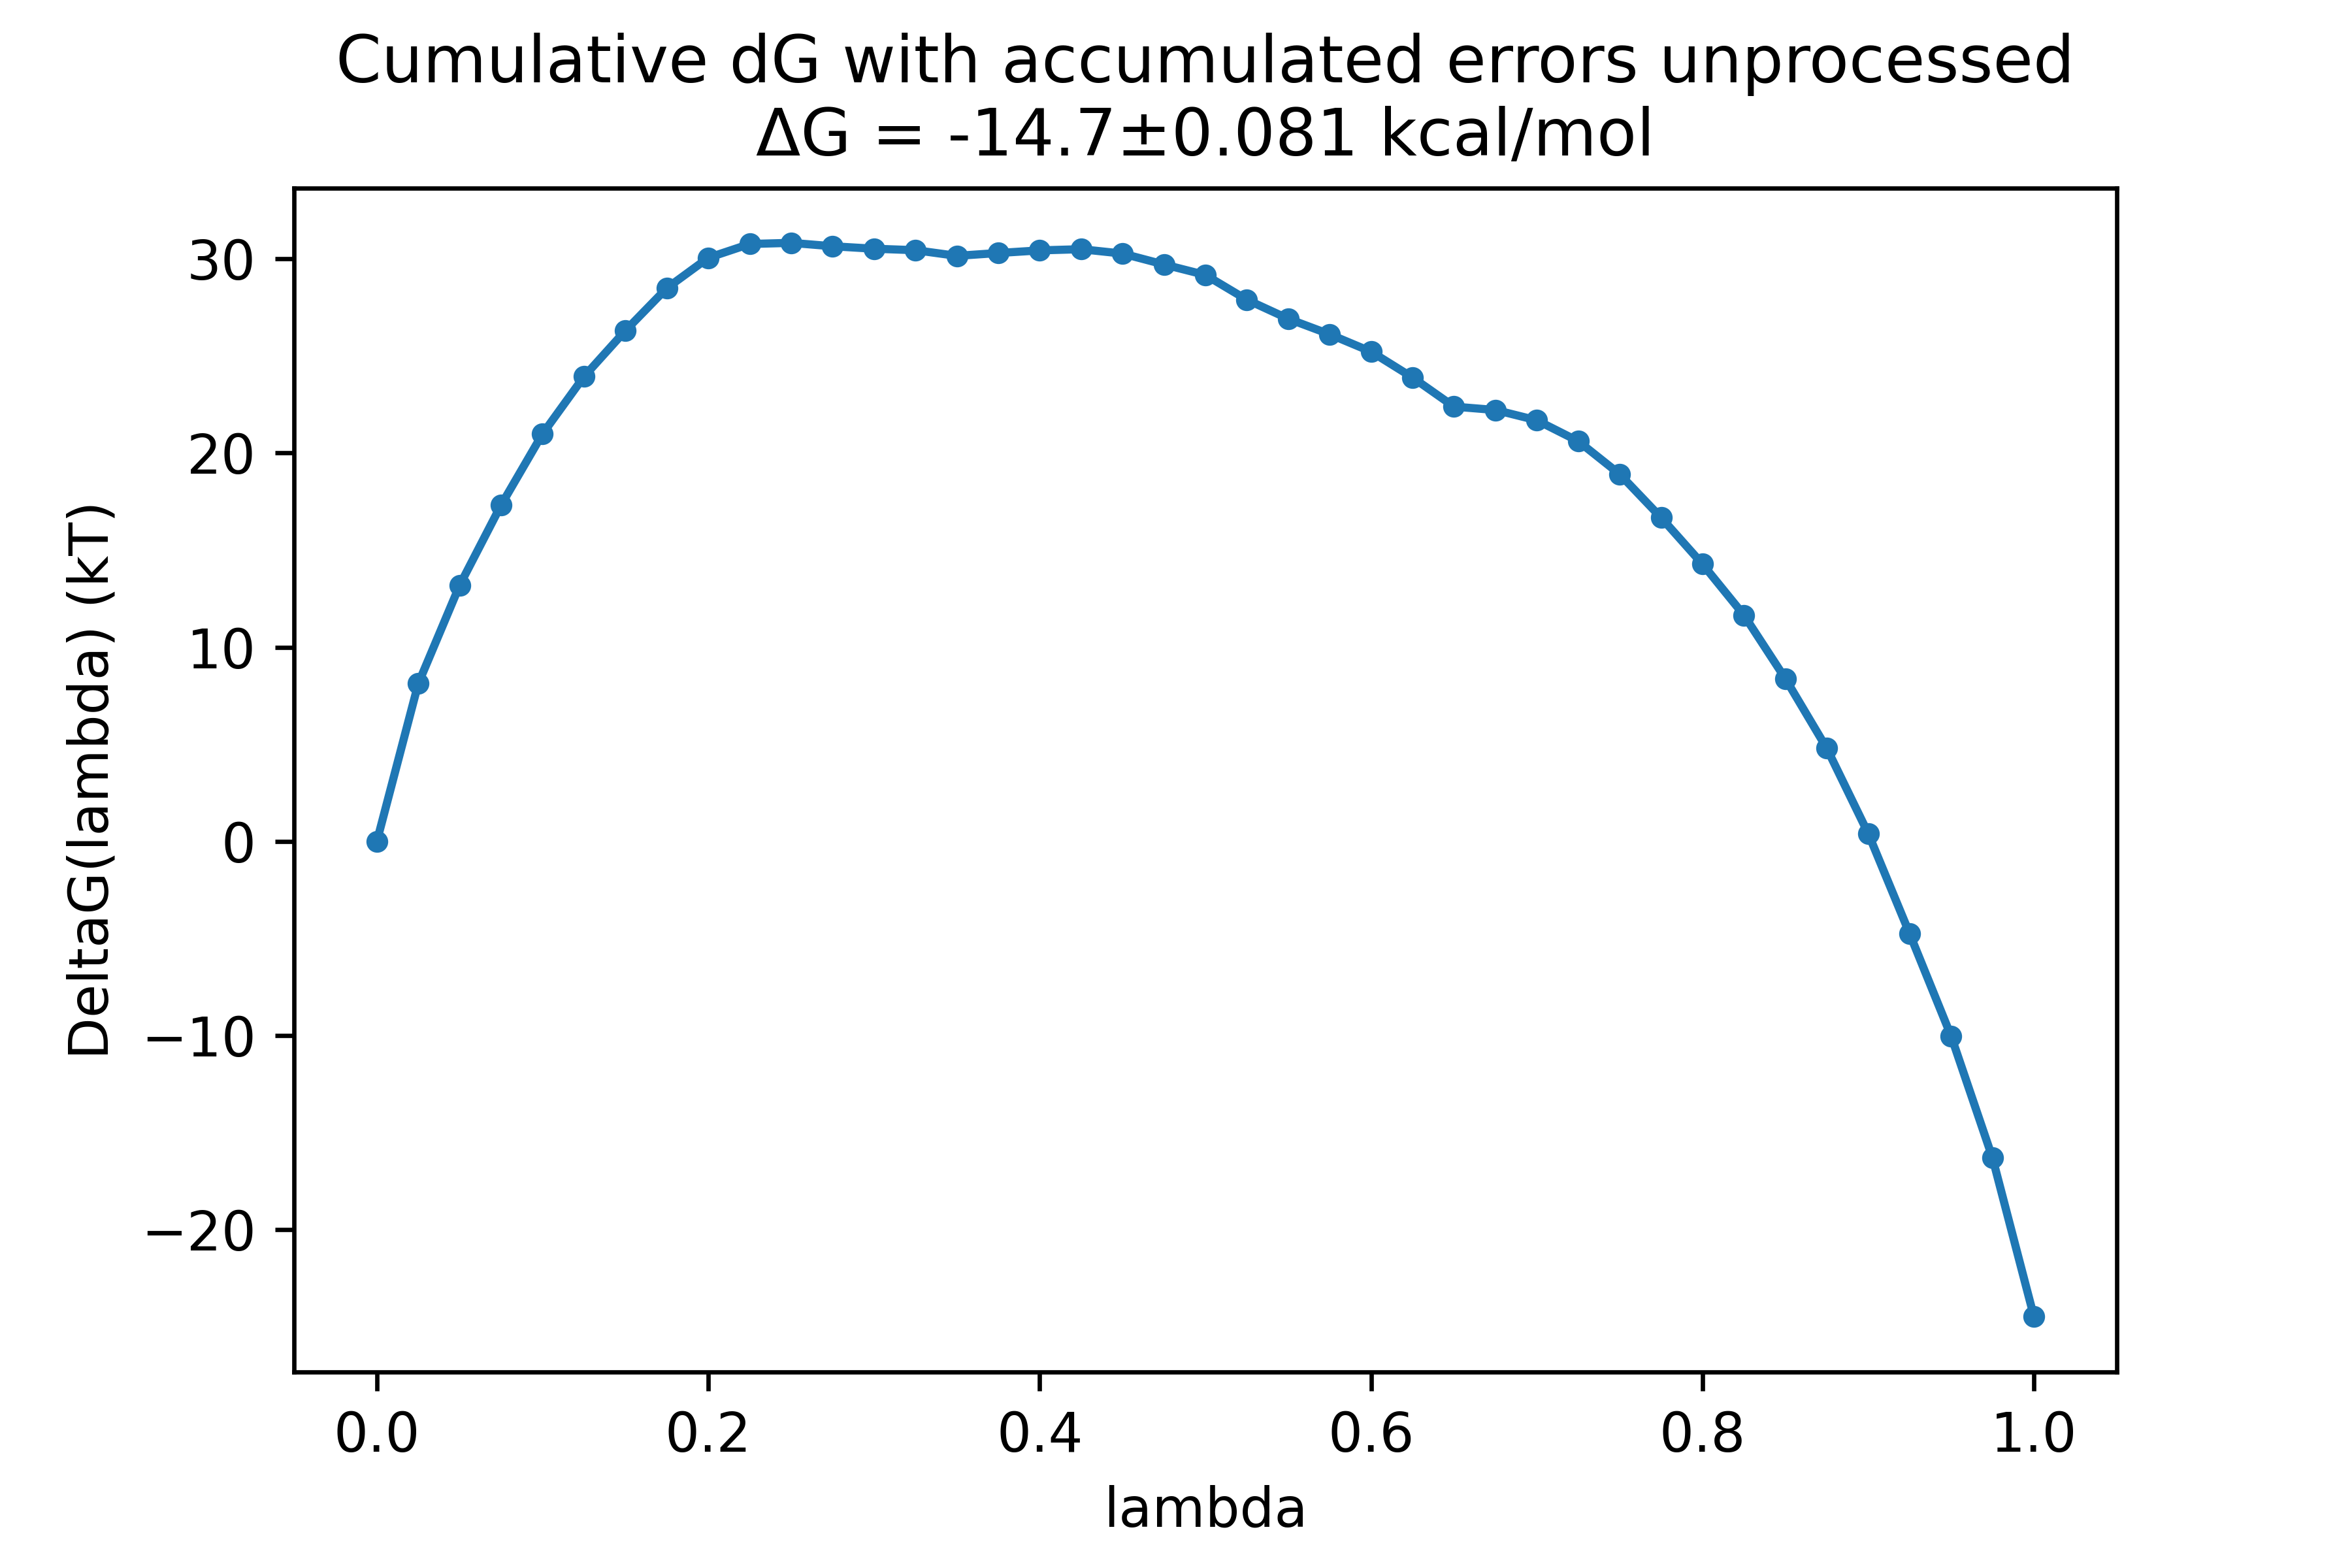 Cumulative dG with accumulated errors unprocessed
ΔG = -14.7±0.081 kcal/mol
DeltaG(lambda) (kT)
30
20
10
0
−10
−20
0.0 0.2 0.4 0.6 0.8 1.0
lambda